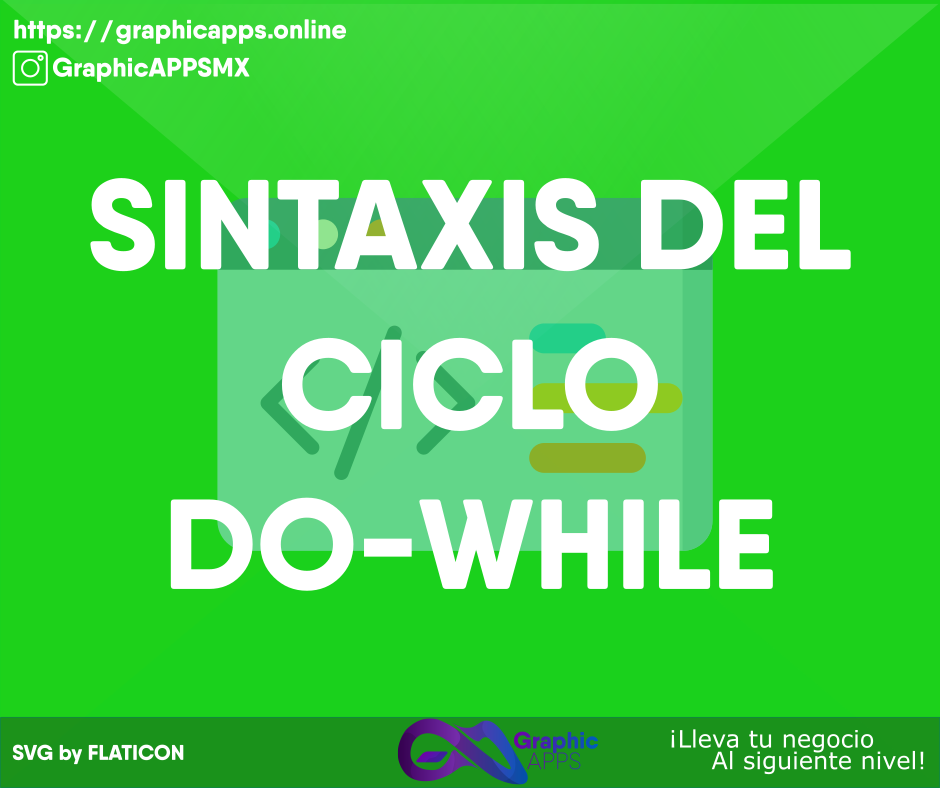 https://graphicapps.online
GraphicAPPSMX
SINTAXIS DEL
CICLO
DO-WHILE
SVG by FLATICON
Graphic
APPS
¡Lleva tu negocio
Al siguiente nivel!